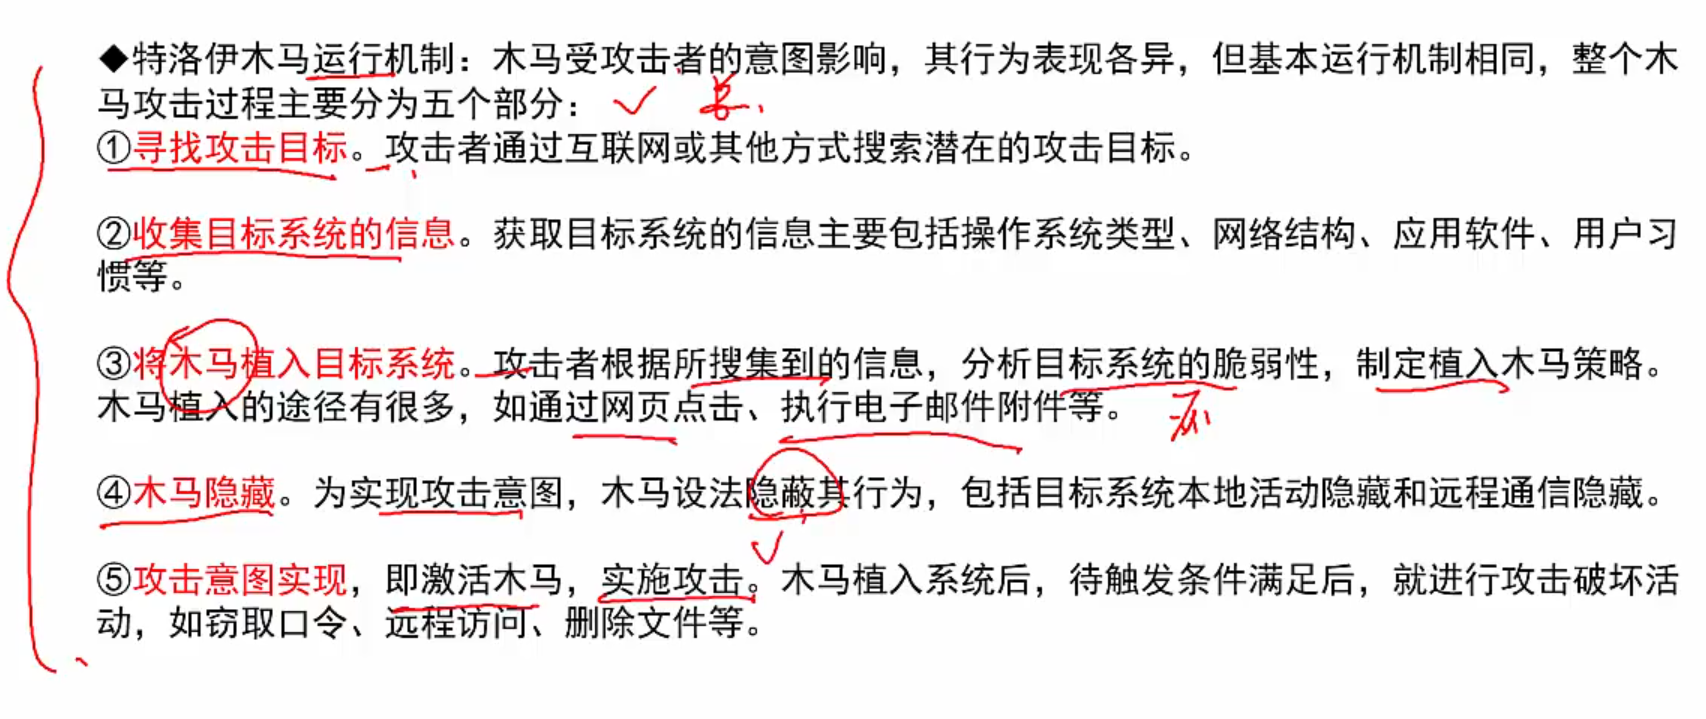 ◆特洛伊木马运行机制：木马受攻击者的意图影响，其行为表现各异，但基本运行机制相同，整个木
马攻击过程主要分为五个部分：
①寻找攻击目标。攻击者通过互联网或其他方式搜索潜在的攻击目标。
②收集目标系统的信息。获取目标系统的信息主要包括操作系统类型、网络结构、应用软件、用户习
惯等。
③将木马植入目标系统。攻击者根据所搜集到的信息，分析目标系统的脆弱性，制定植入木马策略。
木马植入的途径有很多，如通过网页点击、执行电子邮件附件等。
④木马隐藏。为实现攻击意图，木马设法隐蔽其行为，包括目标系统本地活动隐藏和远程通信隐藏。
⑤攻击意图实现，即激活木马，实施攻击。木马植入系统后，待触发条件满足后，就进行攻击破坏活
动，如窃取口令、远程访问、删除文件等。